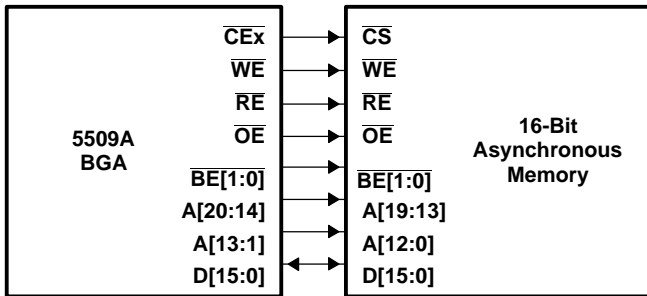 CEx CS
WE WE
RE RE
OE OE
5509A
BGA
16-Bit
Asynchronous
Memory
BE[1:0] BE[1:0]
A[20:14] A[19:13]
A[13:1] A[12:0]
D[15:0] D[15:0]